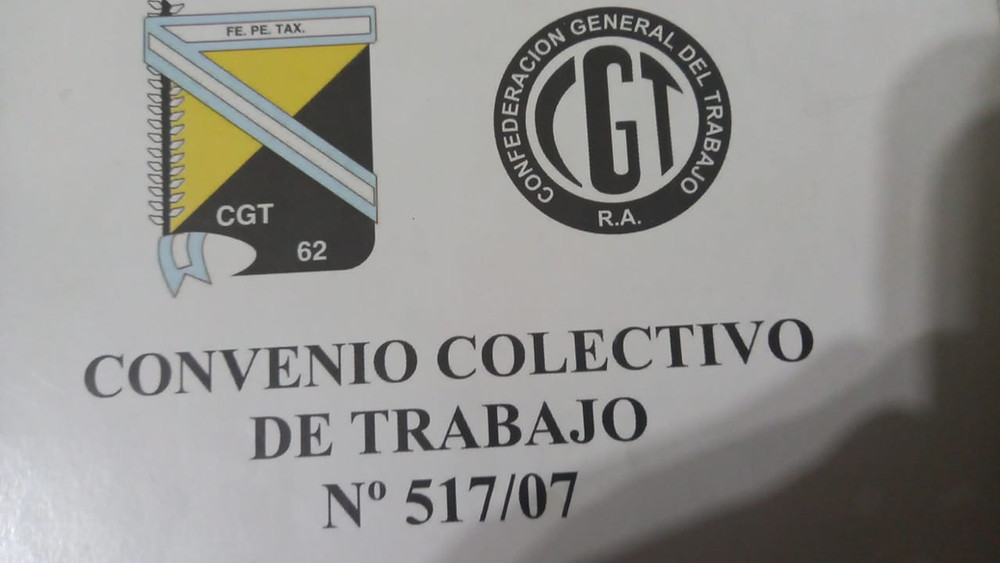 FE. PE. TAX.
CGT
62
CONFEDERACION GENERAL DEL TRABAJO
CGT
R.A.
CONVENIO COLECTIVO
DE TRABAJO
Nº 517/07